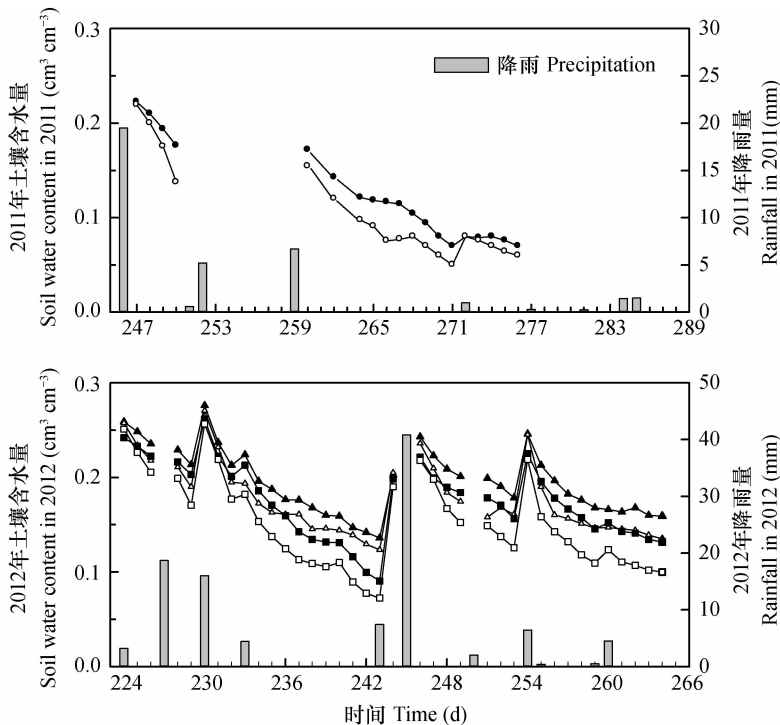 0.3
0.2
0.1
0.0
2011年土壤含水量
Soil water content in 2011 (cm³ cm⁻³)
降雨 Precipitation
30
25
20
15
10
5
0
2011年降雨量
Rainfall in 2011(mm)
247 253 259 265 271 277 283 289
0.3
0.2
0.1
0.0
2012年土壤含水量
Soil water content in 2012 (cm³ cm⁻³)
50
40
30
20
10
0
2012年降雨量
Rainfall in 2012 (mm)
224 230 236 242 248 254 260 266
时间 Time (d)